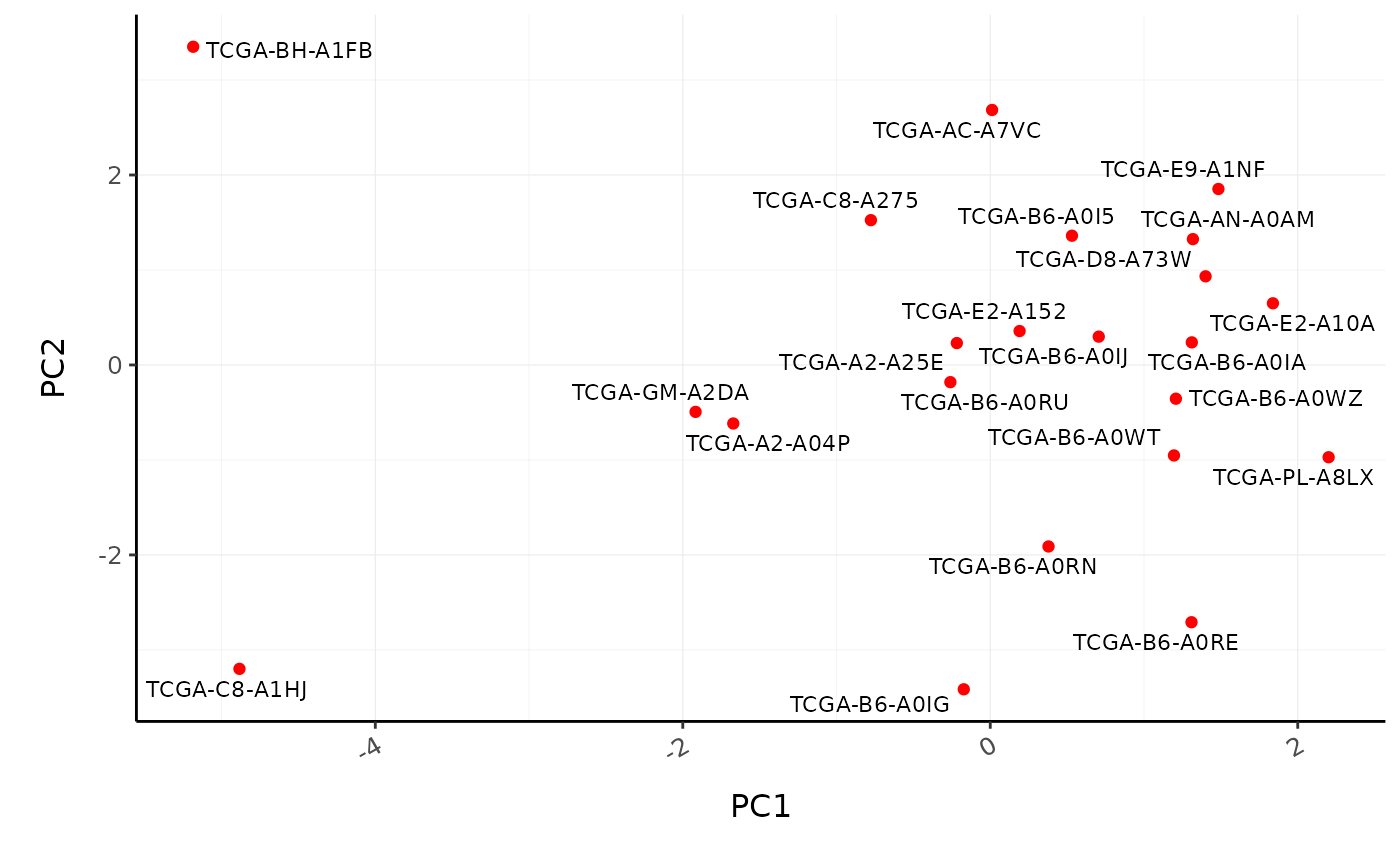 TCGA-BH-A1FB
TCGA-AC-A7VC
TCGA-E9-A1NF
TCGA-C8-A275
TCGA-B6-A0I5
TCGA-AN-A0AM
TCGA-D8-A73W
TCGA-E2-A152
TCGA-E2-A10A
TCGA-A2-A25E
TCGA-B6-A0IJ
TCGA-B6-A0IA
TCGA-GM-A2DA
TCGA-B6-A0RU
TCGA-B6-A0WZ
TCGA-A2-A04P
TCGA-B6-A0WT
TCGA-PL-A8LX
TCGA-B6-A0RN
TCGA-B6-A0RE
TCGA-C8-A1HJ
TCGA-B6-A0IG
2
0
-2
PC2
-4
-2
0
2
PC1